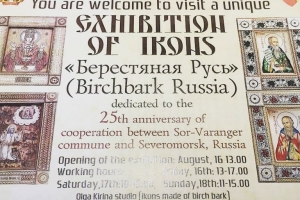 You are welcome to visit a unique
EXHIBITION
OF IKONS
«Берестяная Русь»
(Birchbark Russia)
dedicated to the
25th anniversary of
cooperation between Sor-Varanger
commune and Severomorsk, Russia
Opening of the exhibition: August, 16 13.00
Working hours: 16th: 13-17.00
Saturday, 17th: Sunday, 18th: 11-15.00
Olga Kirina studio (ikons made of birch bark)